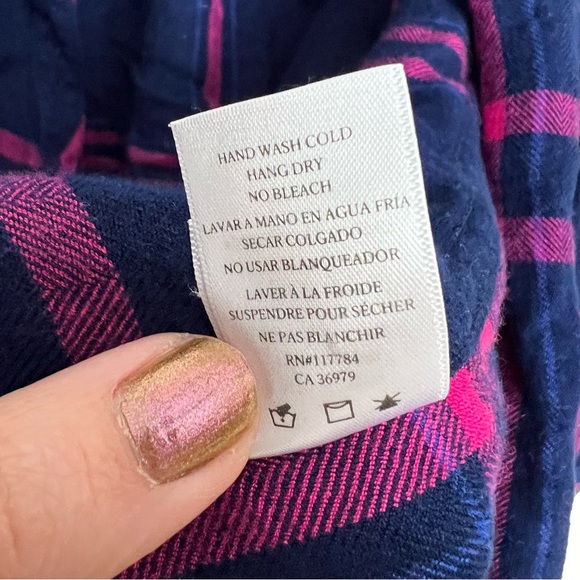 HAND WASH COLD
HANG DRY
NO BLEACH
LAVAR A MANO EN AGUA FRÍA
SECAR COLGADO
NO USAR BLANQUEADOR
LAVER À LA FROIDE
SUSPENDRE POUR SÉCHER
NE PAS BLANCHIR
RN#117784
CA 36979